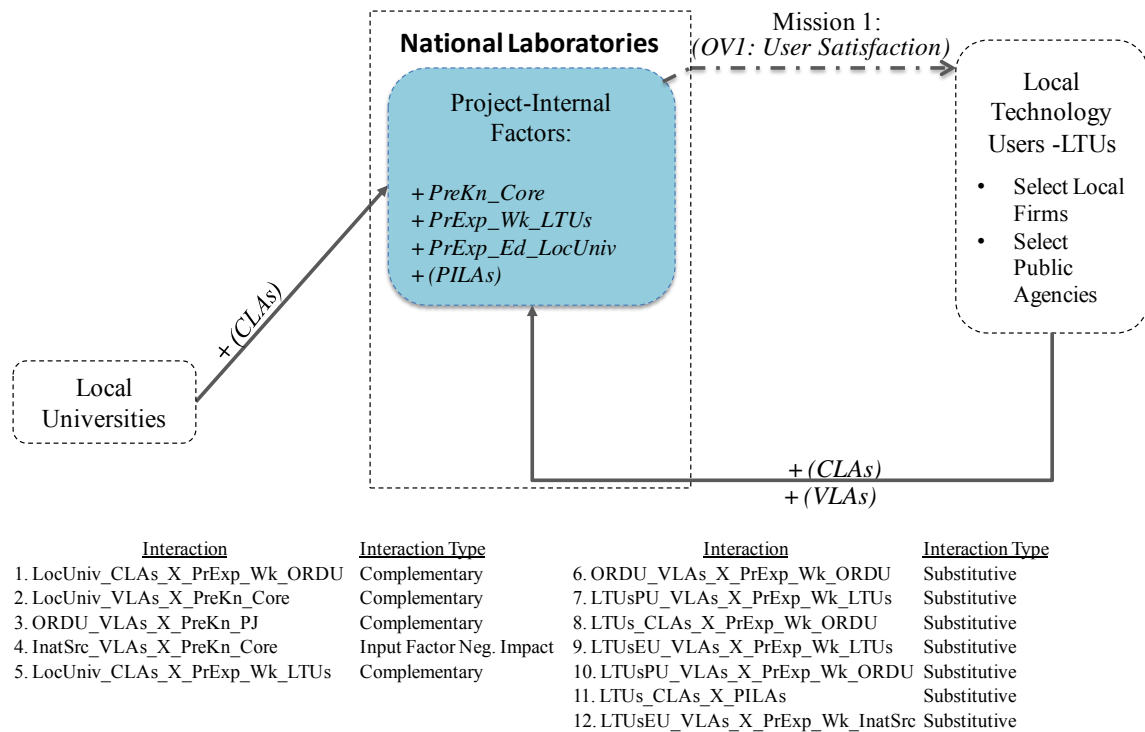 Mission 1:
(OV1: User Satisfaction)
National Laboratories
Project-Internal
Factors:
+ PreKn_Core
+ PrExp_Wk_LTUs
+ PrExp_Ed_LocUniv
+ (PILAs)
Local
Technology
Users -LTUs
• Select Local
Firms
• Select
Public
Agencies
+ (CLAs)
Local
Universities
+ (CLAs)
+ (VLAs)
Interaction Interaction Type
1. LocUniv_CLAs_X_PrExp_Wk_ORDU Complementary
2. LocUniv_VLAs_X_PreKn_Core Complementary
3. ORDU_VLAs_X_PreKn_PJ Complementary
4. InatSrc_VLAs_X_PreKn_Core Input Factor Neg. Impact
5. LocUniv_CLAs_X_PrExp_Wk_LTUs Complementary
Interaction Interaction Type
6. ORDU_VLAs_X_PrExp_Wk_ORDU Substitutive
7. LTUsPU_VLAs_X_PrExp_Wk_LTUs Substitutive
8. LTUs_CLAs_X_PrExp_Wk_ORDU Substitutive
9. LTUsEU_VLAs_X_PrExp_Wk_LTUs Substitutive
10. LTUsPU_VLAs_X_PrExp_Wk_ORDU Substitutive
11. LTUs_CLAs_X_PILAs Substitutive
12. LTUsEU_VLAs_X_PrExp_Wk_InatSrc Substitutive